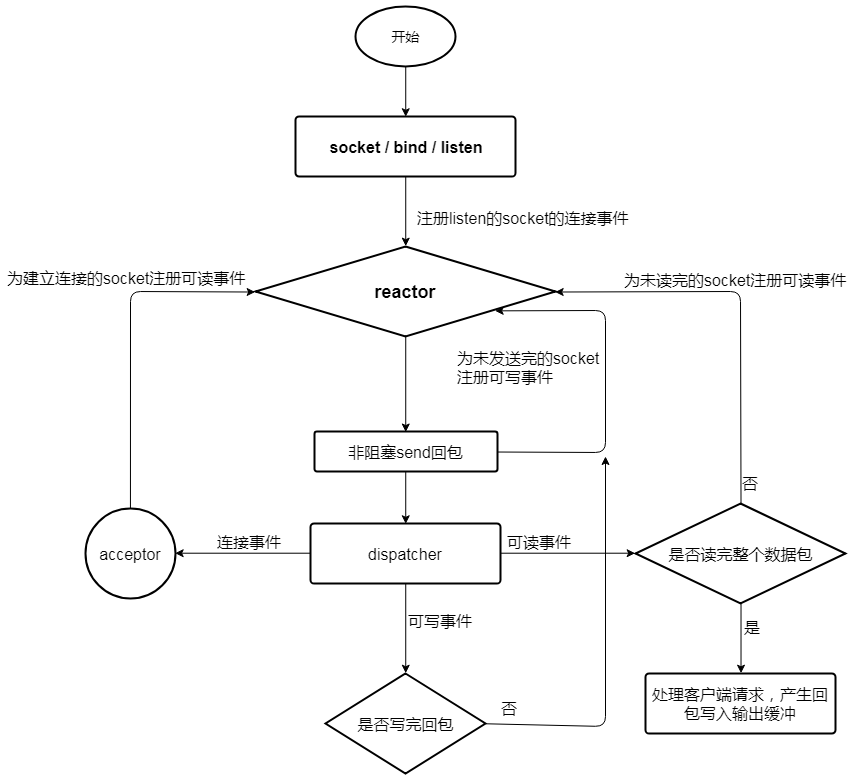 开始
socket / bind / listen
注册listen的socket的连接事件
为建立连接的socket注册可读事件
reactor
为未读完的socket注册可读事件
为未发送完的socket
注册可写事件
非阻塞send回包
否
acceptor
连接事件
dispatcher
可读事件
是否读完整个数据包
可写事件
是
处理客户端请求，产生回
包写入输出缓冲
是否写完回包
否